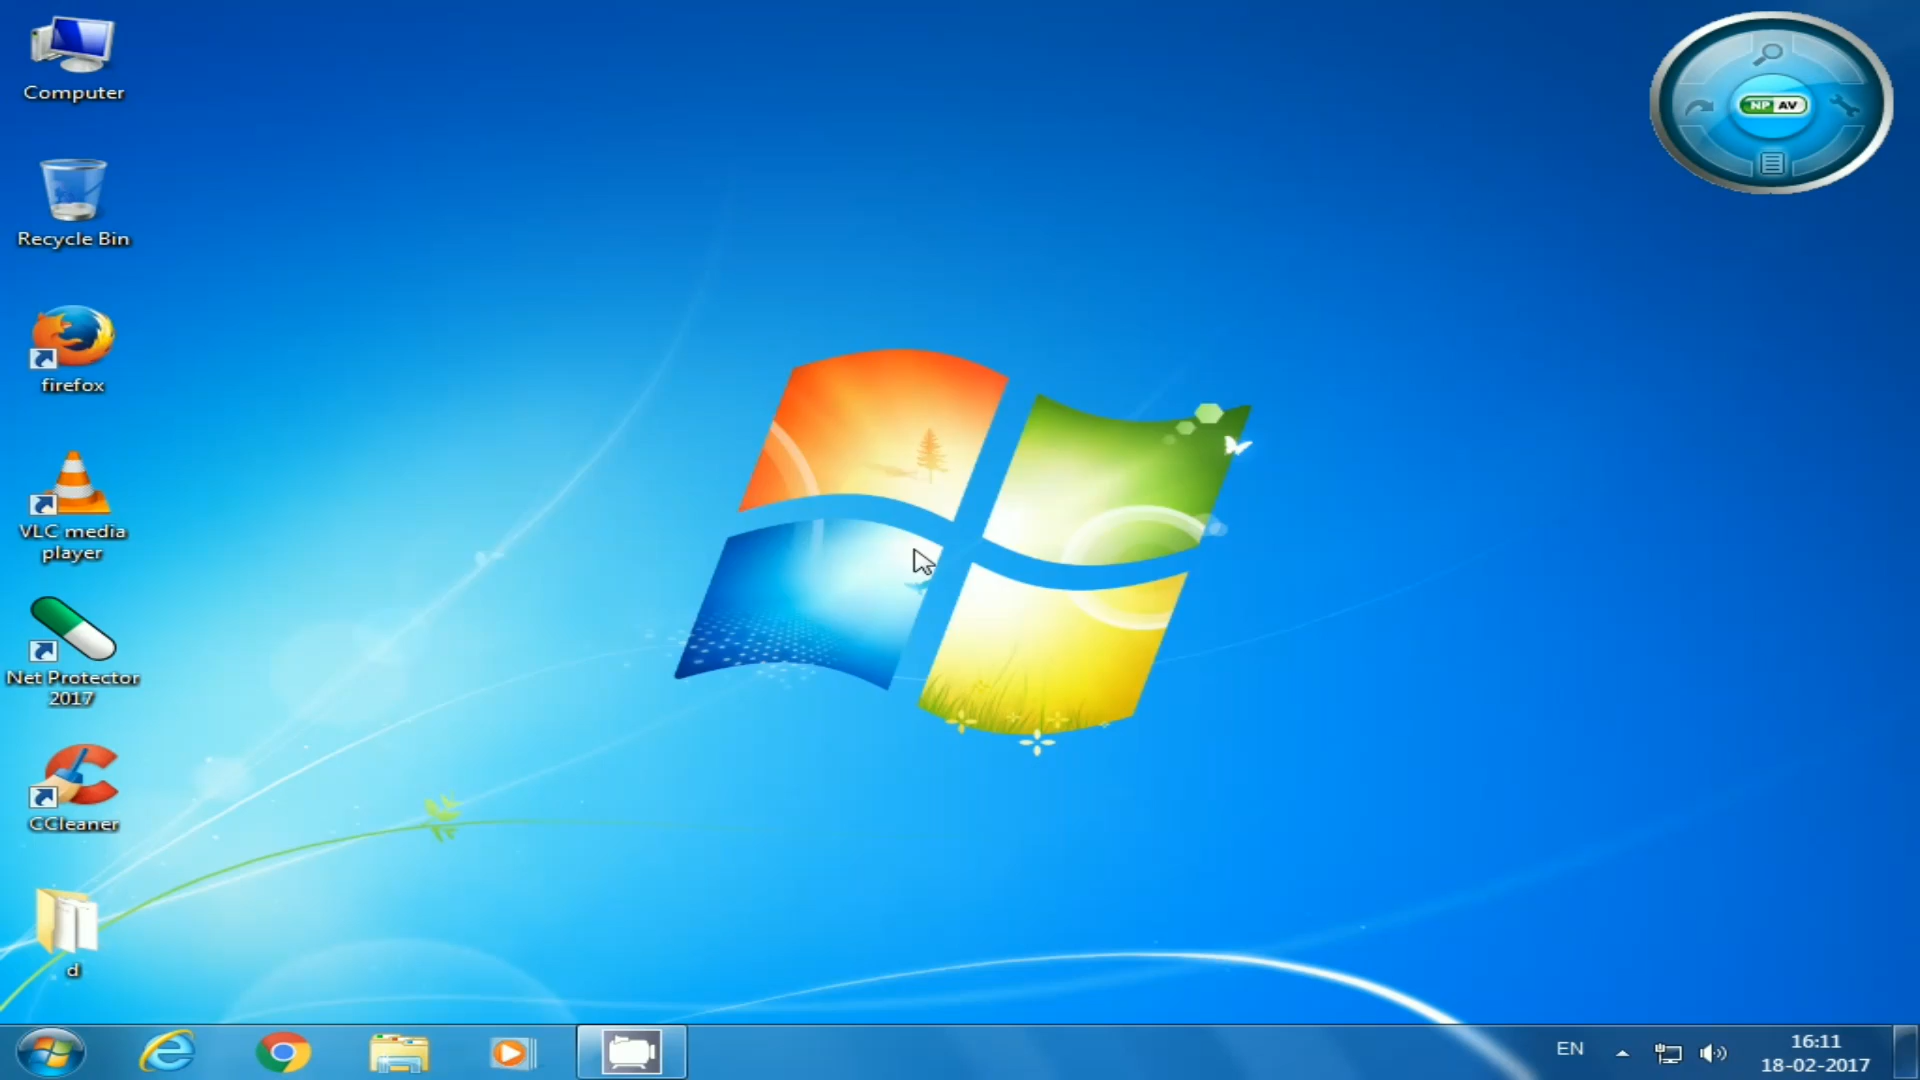 Computer
Recycle Bin
firefox
VLC media
player
Net Protector
2017
CCleaner
d
NP AV
EN
16:11
18-02-2017